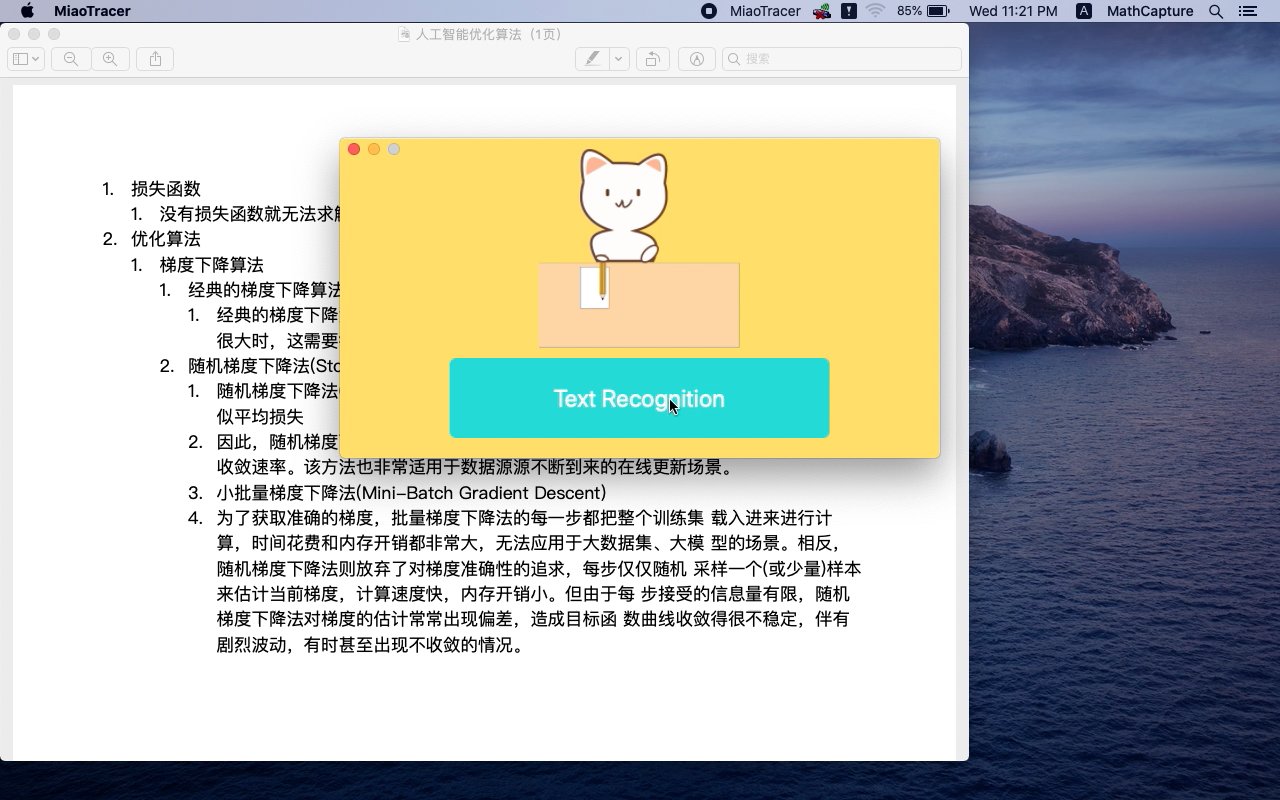 MiaoTracer
MiaoTracer
85%
Wed 11:21 PM
A
MathCapture
人工智能优化算法（1页）
搜索
1. 损失函数
1. 没有损失函数就无法求
2. 优化算法
1. 梯度下降算法
1. 经典的梯度下降算法
1. 经典的梯度下降
很大时，这需要
2. 随机梯度下降法(Sto
1. 随机梯度下降法
似平均损失
2. 因此，随机梯度
收敛速率。该方法也非常适用于数据源源不断到来的在线更新场景。
3. 小批量梯度下降法(Mini-Batch Gradient Descent)
4. 为了获取准确的梯度，批量梯度下降法的每一步都把整个训练集 载入进来进行计
算，时间花费和内存开销都非常大，无法应用于大数据集、大模 型的场景。相反，
随机梯度下降法则放弃了对梯度准确性的追求，每步仅仅随机 采样一个(或少量)样本
来估计当前梯度，计算速度快，内存开销小。但由于每 步接受的信息量有限，随机
梯度下降法对梯度的估计常常出现偏差，造成目标函 数曲线收敛得很不稳定，伴有
剧烈波动，有时甚至出现不收敛的情况。
Text Recognition